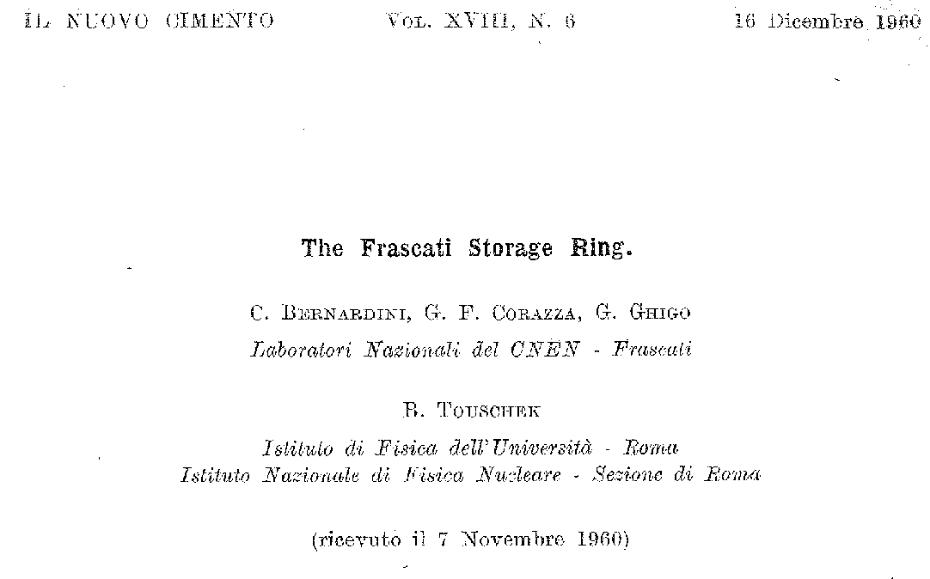 IL NUOVO CIMENTO VOL. XVIII, N. 6 16 Dicembre 1960
The Frascati Storage Ring.
C. BERNARDINI, G. F. CORAZZA, G. GHIGO
Laboratori Nazionali del CNEN - Frascati
B. TOUSCHEK
Istituto di Fisica dell'Università - Roma
Istituto Nazionale di Fisica Nucleare - Sezione di Roma
(ricevuto il 7 Novembre 1960)